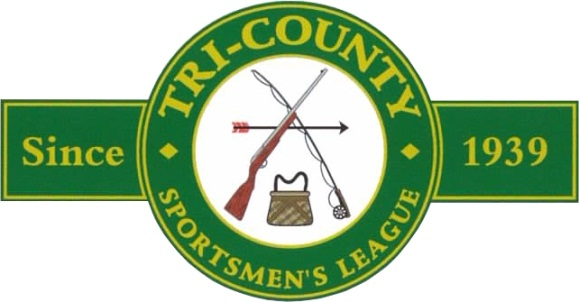 TRI-COUNTY
Since
1939
SPORTSMEN'S LEAGUE